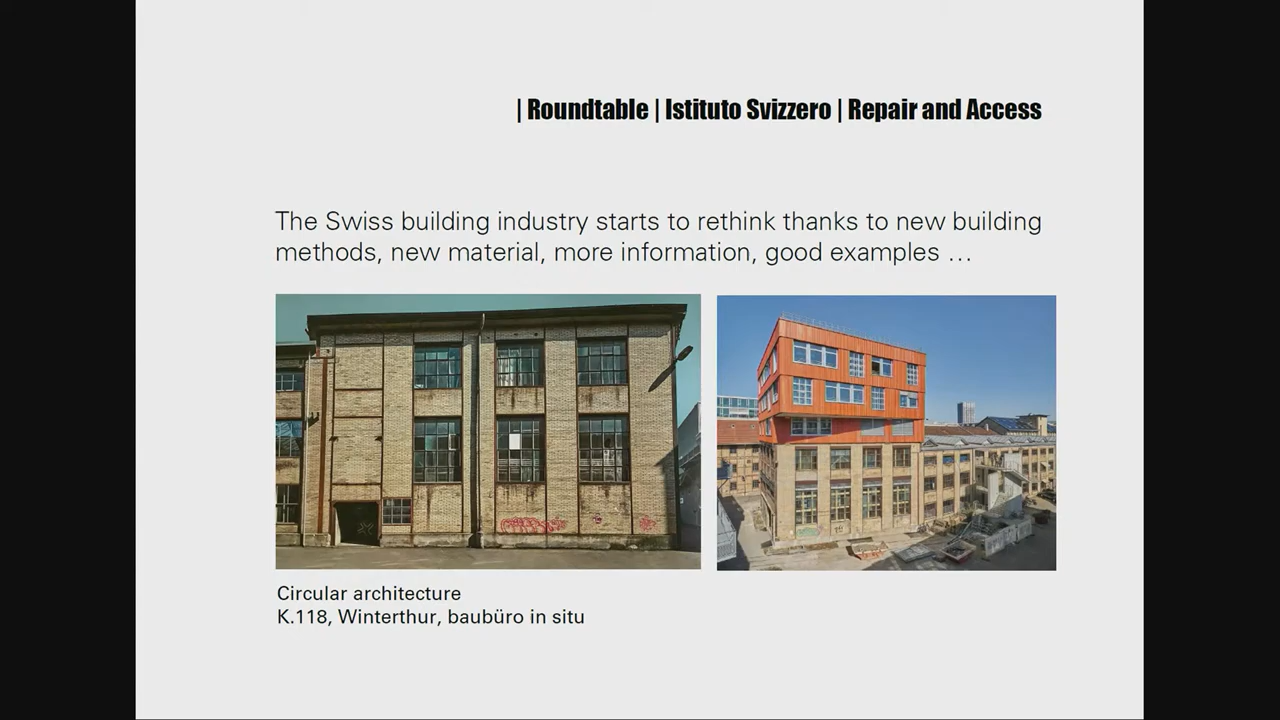 | Roundtable | Istituto Svizzero | Repair and Access
The Swiss building industry starts to rethink thanks to new building
methods, new material, more information, good examples …
Circular architecture
K.118, Winterthur, baubüro in situ